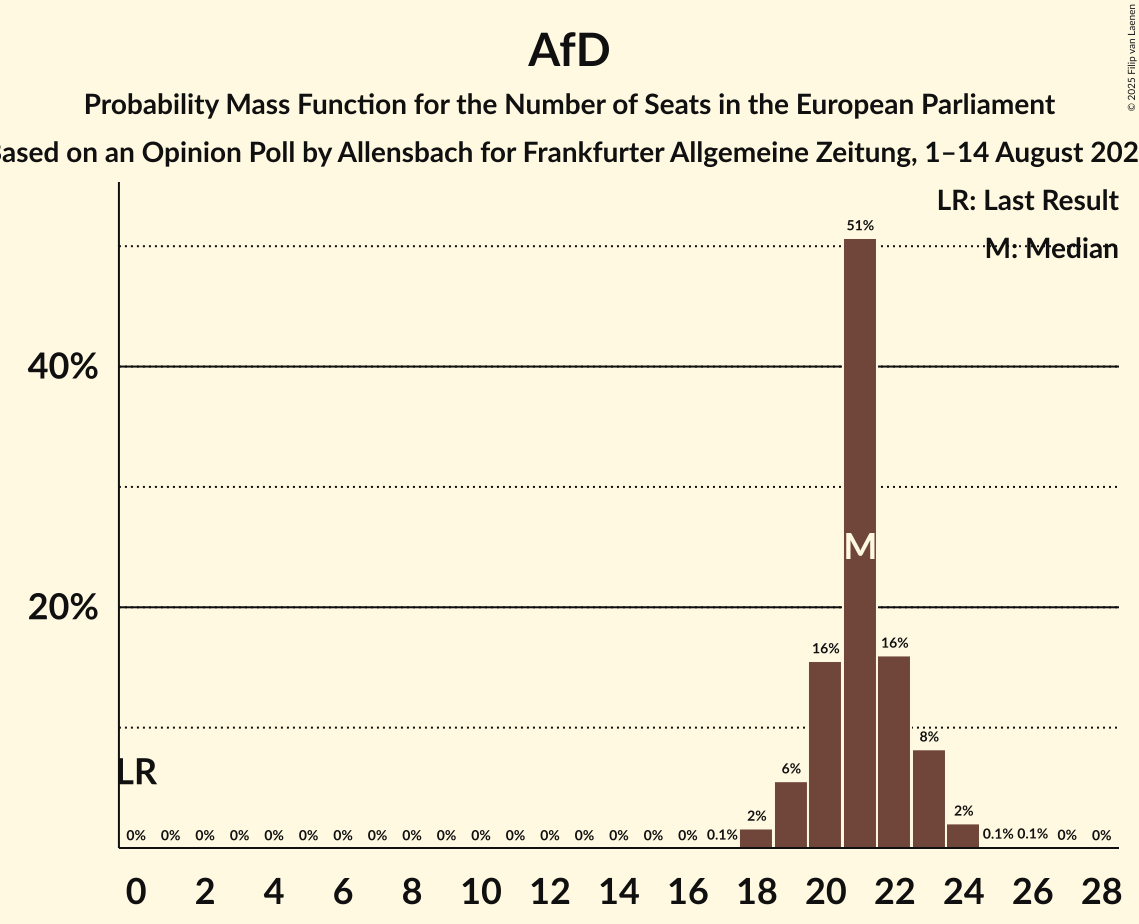 AfD
Probability Mass Function for the Number of Seats in the European Parliament
ased on an Opinion Poll by Allensbach for Frankfurter Allgemeine Zeitung, 1–14 August 202
© 2025 Filip van Laenen
LR: Last Result
M: Median
51%
40%
M
20%
16% 16%
8%
6%
2% 2%
LR
0% 0% 0% 0% 0% 0% 0% 0% 0% 0% 0% 0% 0% 0% 0% 0% 0% 0.1% 0.1% 0.1% 0% 0%
0 2 4 6 8 10 12 14 16 18 20 22 24 26 28